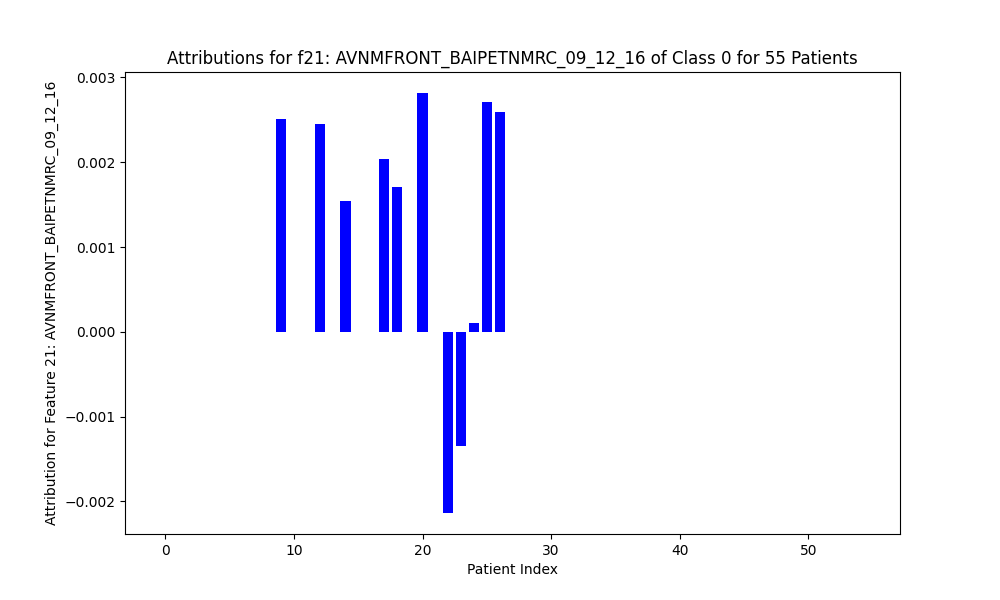 Attributions for f21: AVNMFRONT_BAIPETNMRC_09_12_16 of Class 0 for 55 Patients
Attribution for Feature 21: AVNMFRONT_BAIPETNMRC_09_12_16
0.003
0.002
0.001
0.000
−0.001
−0.002
0 10 20 30 40 50
Patient Index